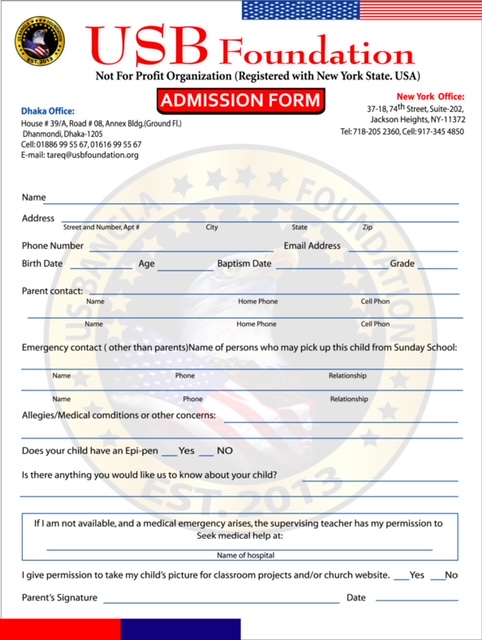 USB Foundation
Not For Profit Organization (Registered with New York State. USA)
ADMISSION FORM
Dhaka Office:
House # 39/A, Road # 08, Annex Bldg.(Ground Fl.)
Dhanmondi, Dhaka-1205
Cell: 01886 99 55 67, 01616 99 55 67
E-mail: tareq@usbfoundation.org
New York Office:
37-18, 74th Street, Suite-202,
Jackson Heights, NY-11372
Tel: 718-205 2360, Cell: 917-345 4850
Name
Address
Street and Number, Apt # City State Zip
Phone Number Email Address
Birth Date Age Baptism Date Grade
Parent contact:
Name Home Phone Cell Phon
Name Home Phone Cell Phon
Emergency contact ( other than parents)Name of persons who may pick up this child from Sunday School:
Name Phone Relationship
Name Phone Relationship
Allegies/Medical comditions or other concerns:
Does your child have an Epi-pen __Yes __ NO
Is there anything you would like us to know about your child?
If I am not available, and a medical emergency arises, the supervising teacher has my permission to
Seek medical help at:
Name of hospital
I give permission to take my child's picture for classroom projects and/or church website. __Yes __No
Parent's Signature Date
EST. 2013